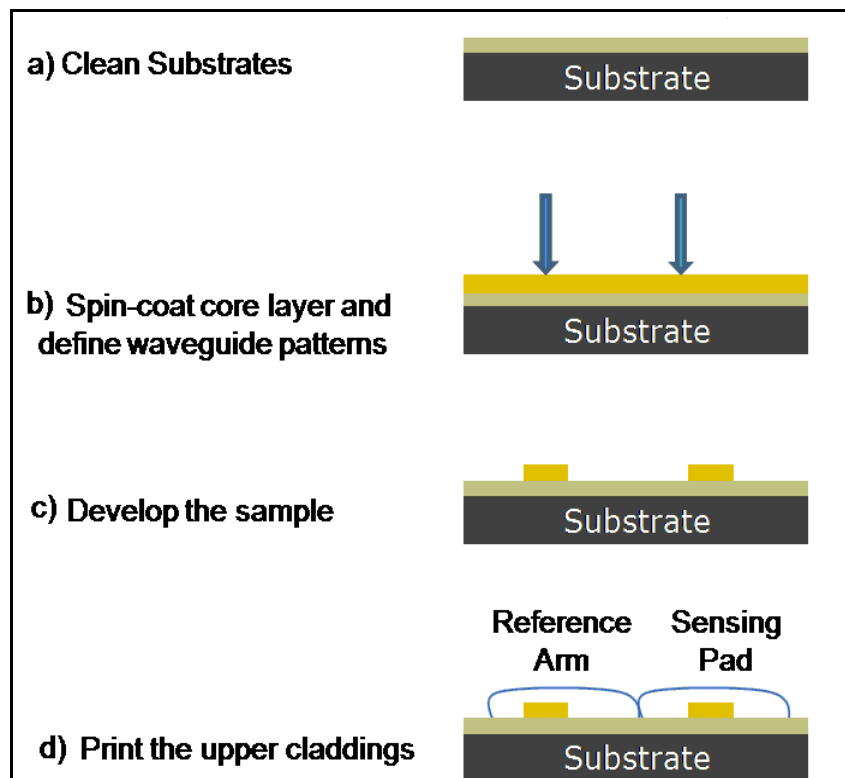 a) Clean Substrates
Substrate
b) Spin-coat core layer and
define waveguide patterns
Substrate
c) Develop the sample
Substrate
Reference
Arm
Sensing
Pad
d) Print the upper claddings
Substrate